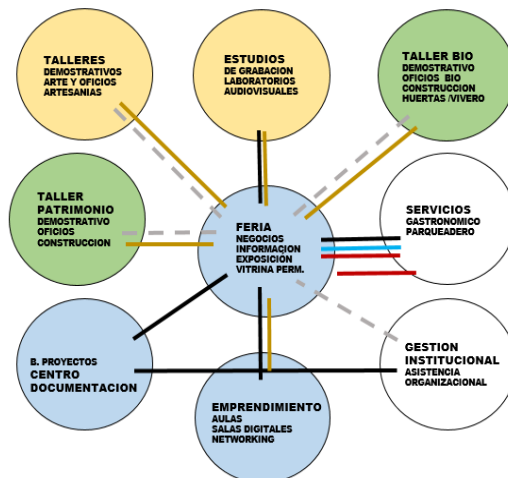 TALLERES
DEMOSTRATIVOS
ARTE Y OFICIOS
ARTESANIAS
ESTUDIOS
DE GRABACION
LABORATORIOS
AUDIOVISUALES
TALLER BIO
DEMOSTRATIVO
OFICIOS BIO
CONSTRUCCION
HUERTAS /VIVERO
TALLER
PATRIMONIO
DEMOSTRATIVO
OFICIOS
CONSTRUCCION
FERIA
NEGOCIOS
INFORMACION
EXPOSICIÓN
VITRINA PERM.
SERVICIOS
GASTRONOMICO
PARQUEADERO
B. PROYECTOS
CENTRO
DOCUMENTACION
EMPRENDIMIENTO
AULAS
SALAS DIGITALES
NETWORKING
GESTION
INSTITUCIONAL
ASISTENCIA
ORGANIZACIONAL